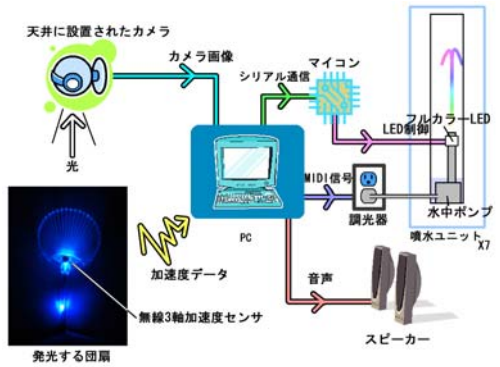 天井に設置されたカメラ
カメラ画像
シリアル通信
マイコン
フルカラーLED
LED制御
光
MIDI信号
調光器
水中ポンプ
噴水ユニット
X7
PC
加速度データ
音声
無線3軸加速度センサ
スピーカー
発光する団扇